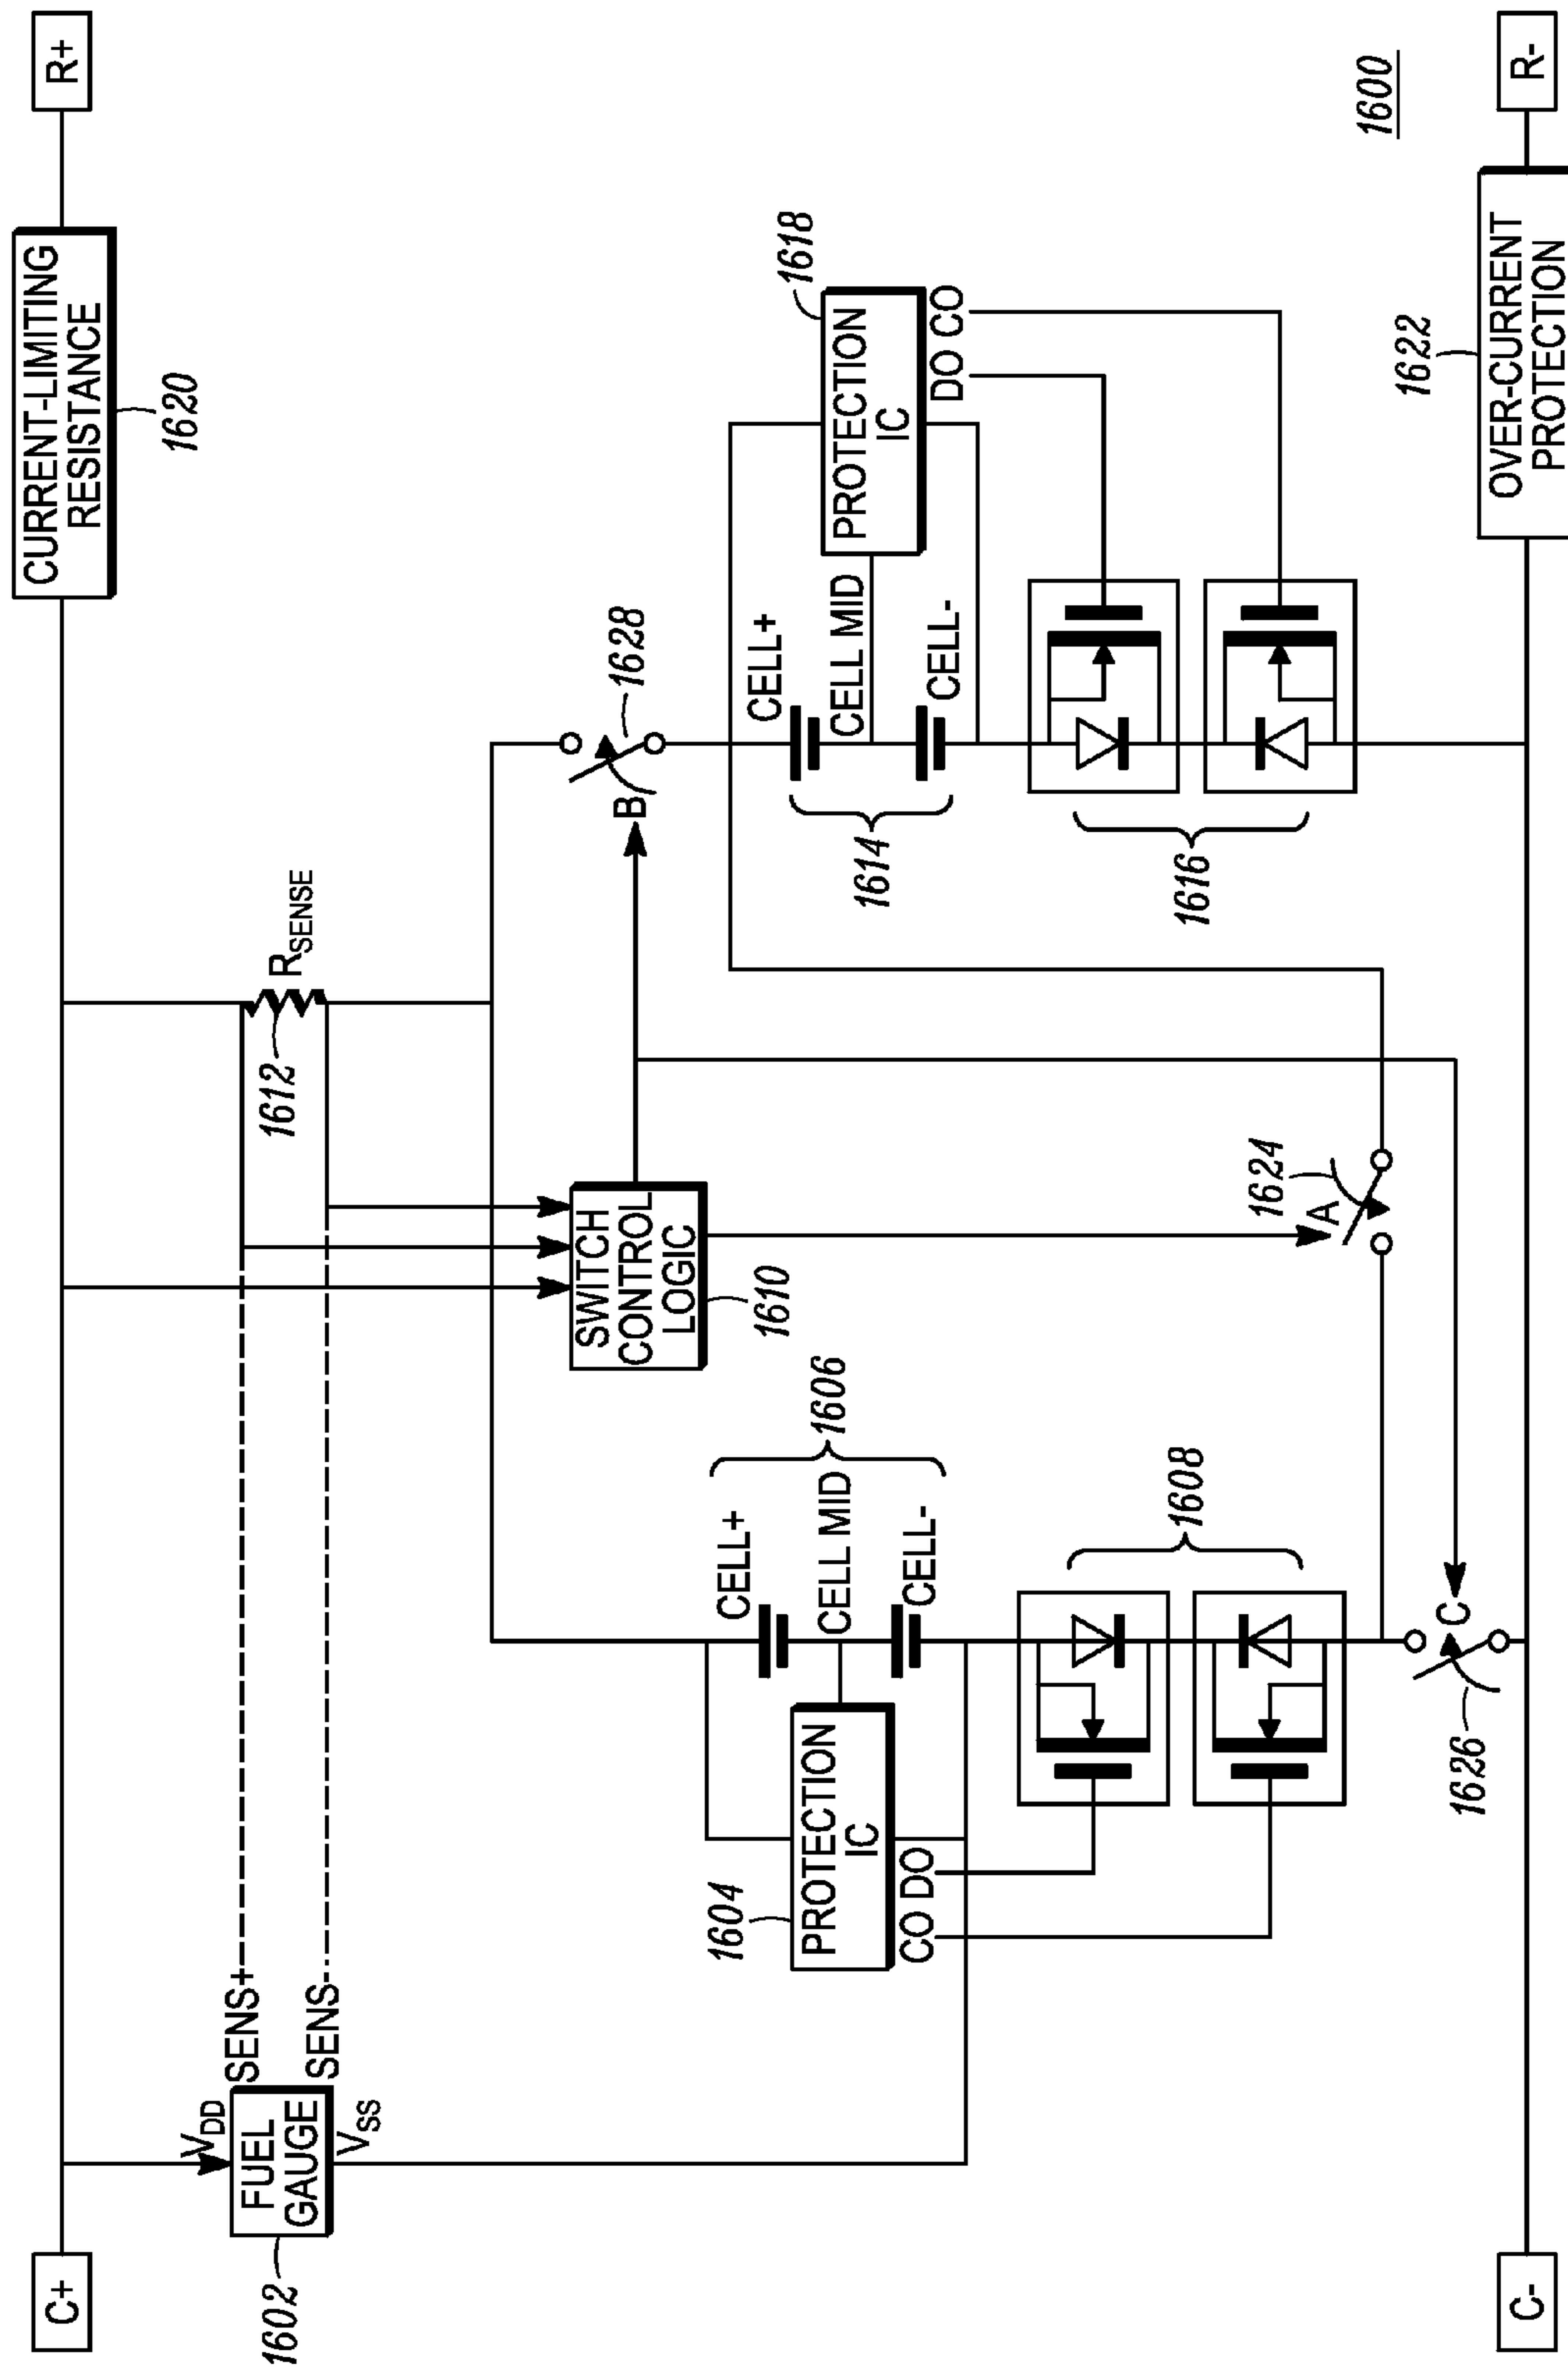 C+
R+
CURRENT-LIMITING
RESISTANCE
1620
VDD
SENS+
FUEL
GAUGE
SENS-
VSS
1602
RSENSE
1612
SWITCH
CONTROL
LOGIC
1610
B
1628
CELL+
CELL MID
CELL-
1606
PROTECTION
IC
CO DO
1604
1608
CELL+
CELL MID
CELL-
1614
PROTECTION
IC
DO CO
1618
1616
A
1624
C
1626
1600
OVER-CURRENT
PROTECTION
1622
C-
R-